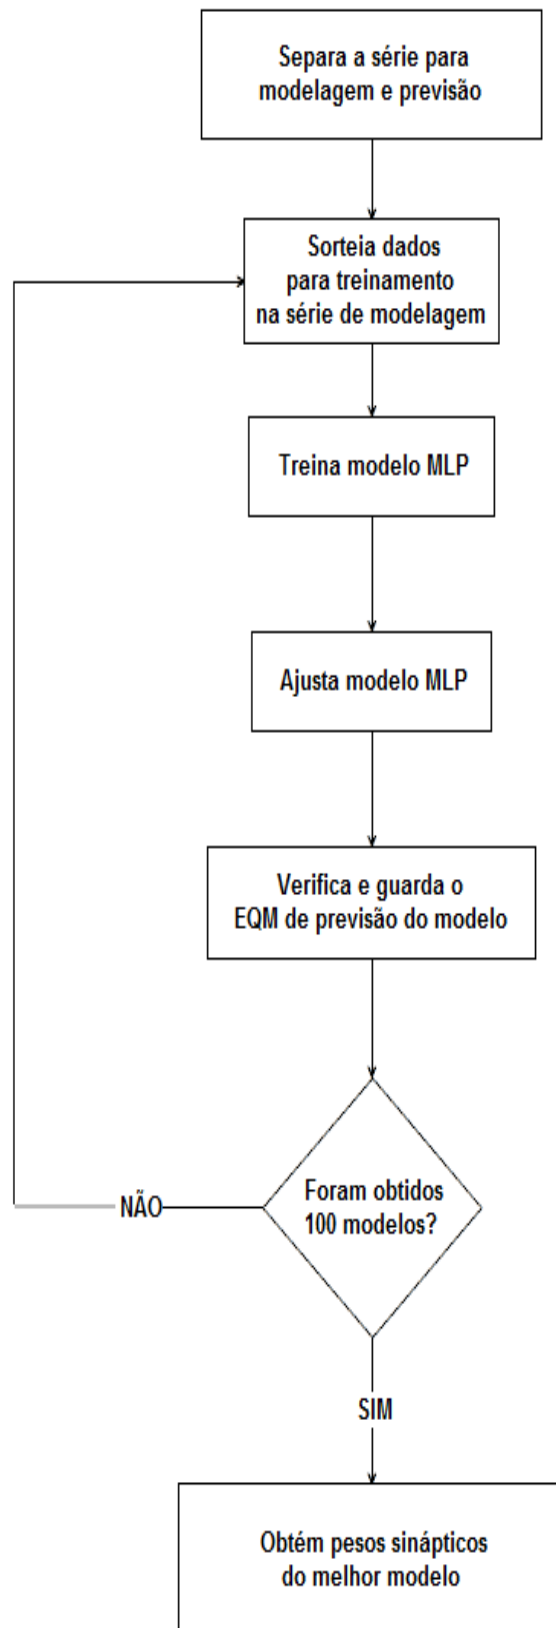 Separa a série para
modelagem e previsão
Sorteia dados
para treinamento
na série de modelagem
Treina modelo MLP
Ajusta modelo MLP
Verifica e guarda o
EQM de previsão do modelo
Foram obtidos
100 modelos?
NÃO
SIM
Obtém pesos sinápticos
do melhor modelo